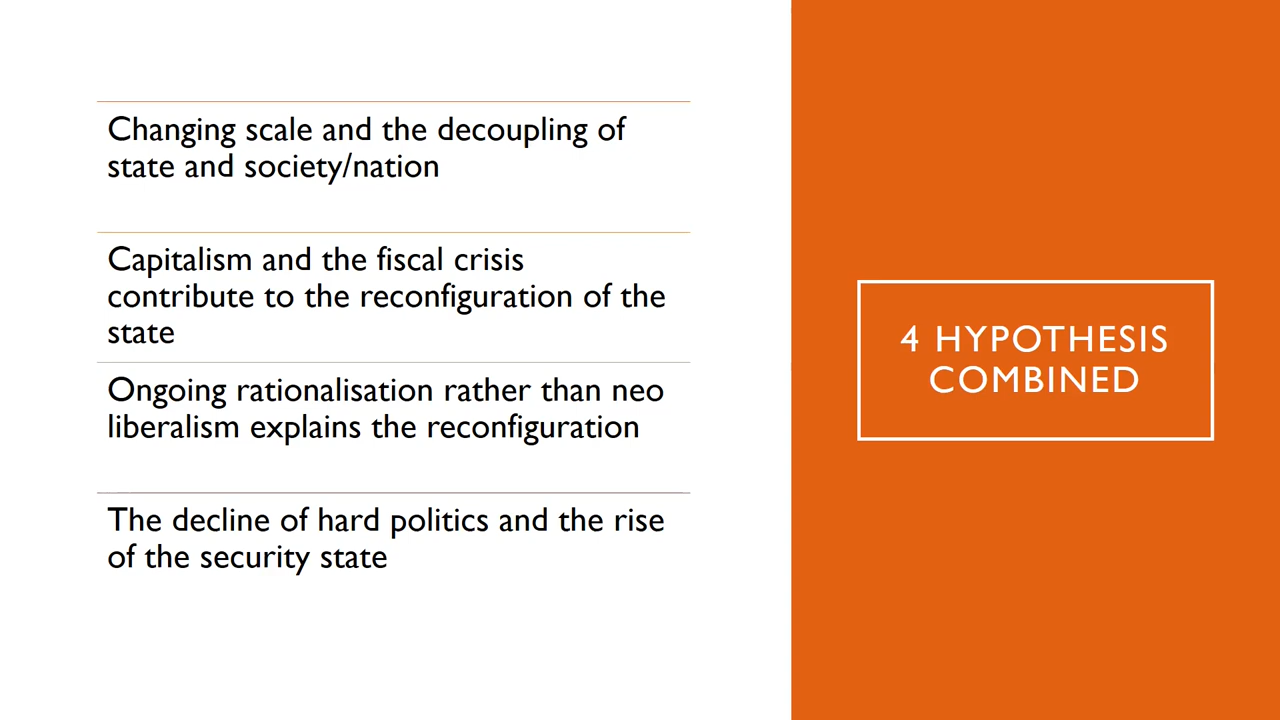 Changing scale and the decoupling of
state and society/nation
Capitalism and the fiscal crisis
contribute to the reconfiguration of the
state
Ongoing rationalisation rather than neo
liberalism explains the reconfiguration
The decline of hard politics and the rise
of the security state
4 HYPOTHESIS
COMBINED